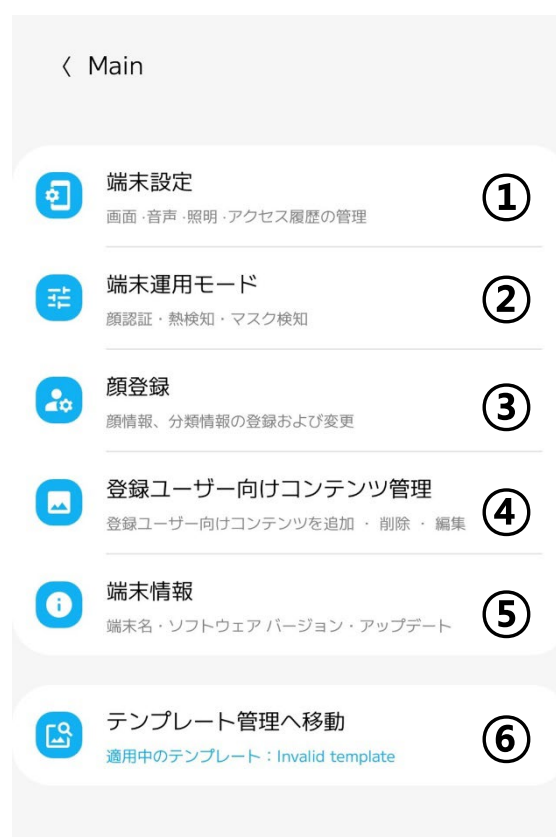 〈 Main
端末設定
画面 ·音声 ·照明 ·アクセス履歴の管理
①
端末運用モード
顔認証・熱検知・マスク検知
②
顔登録
顔情報、分類情報の登録および変更
③
登録ユーザー向けコンテンツ管理
登録ユーザー向けコンテンツを追加 ・ 削除 ・ 編集
④
端末情報
端末名・ソフトウェア バージョン・アップデート
⑤
テンプレート管理へ移動
適用中のテンプレート：Invalid template
⑥